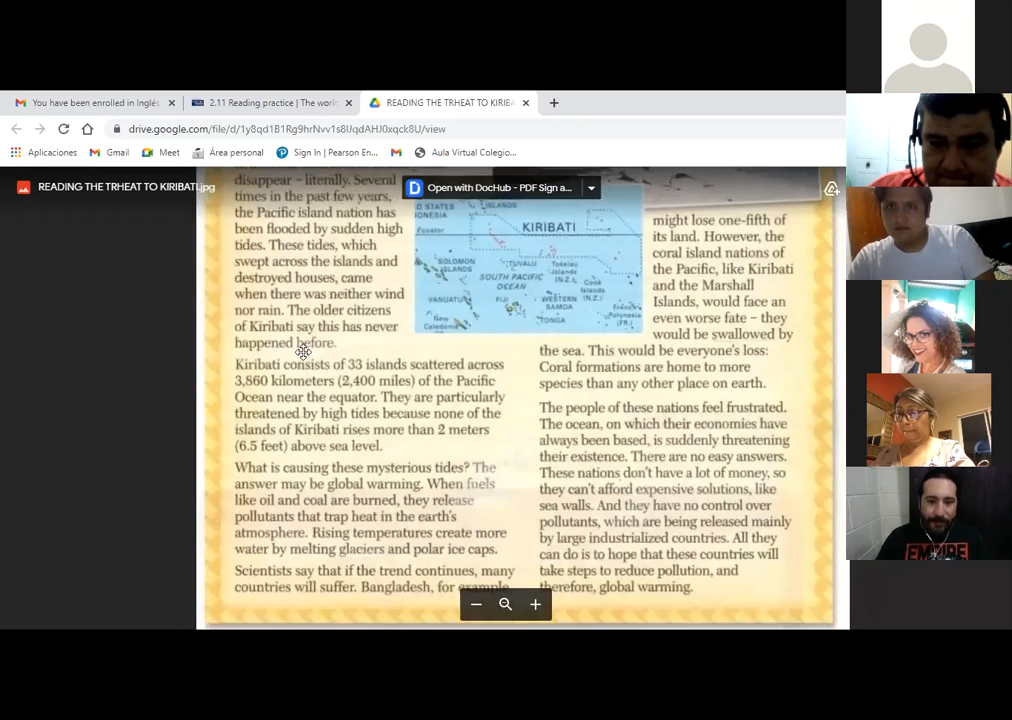 You have been enrolled in Inglés
2.11 Reading practice | The world
READING THE TRHEAT TO KIRIBA
drive.google.com/file/d/1y8qd1B1Rg9hrNvv1s8IJqdAHJ0xqck8U/view
Aplicaciones
Gmail
Meet
Área personal
Sign In | Pearson En...
Aula Virtual Colegio...
READING THE TRHEAT TO KIRIBATI.jpg
Open with DocHub - PDF Sign a...
disappear – literally. Several
times in the past few years,
the Pacific island nation has
been flooded by sudden high
tides. These tides, which
swept across the islands and
destroyed houses, came
when there was neither wind
nor rain. The older citizens
of Kiribati say this has never
happened before.
Kiribati consists of 33 islands scattered across
3,860 kilometers (2,400 miles) of the Pacific
Ocean near the equator. They are particularly
threatened by high tides because none of the
islands of Kiribati rises more than 2 meters
(6.5 feet) above sea level.
What is causing these mysterious tides? The
answer may be global warming. When fuels
like oil and coal are burned, they release
pollutants that trap heat in the earth's
atmosphere. Rising temperatures create more
water by melting glaciers and polar ice caps.
Scientists say that if the trend continues, many
countries will suffer. Bangladesh, for example
D STATES
ONESIA
ISLANDS
Equator
KIRIBATI
SOLOMON
ISLANDS
TUVALU
Tokelau
Islands
(N.Z.)
SOUTH PACIFIC
OCEAN
Cook
Islands
(N.Z.)
VANUATU
FIJI
WESTERN
SAMOA
French
Polynesia
(FR.)
TONGA
New
Caledonia
might lose one-fifth of
its land. However, the
coral island nations of
the Pacific, like Kiribati
and the Marshall
Islands, would face an
even worse fate – they
would be swallowed by
the sea. This would be everyone's loss:
Coral formations are home to more
species than any other place on earth.
The people of these nations feel frustrated.
The ocean, on which their economies have
always been based, is suddenly threatening
their existence. There are no easy answers.
These nations don't have a lot of money, so
they can't afford expensive solutions, like
sea walls. And they have no control over
pollutants, which are being released mainly
by large industrialized countries. All they
can do is to hope that these countries will
take steps to reduce pollution, and
therefore, global warming.
EMPIRE